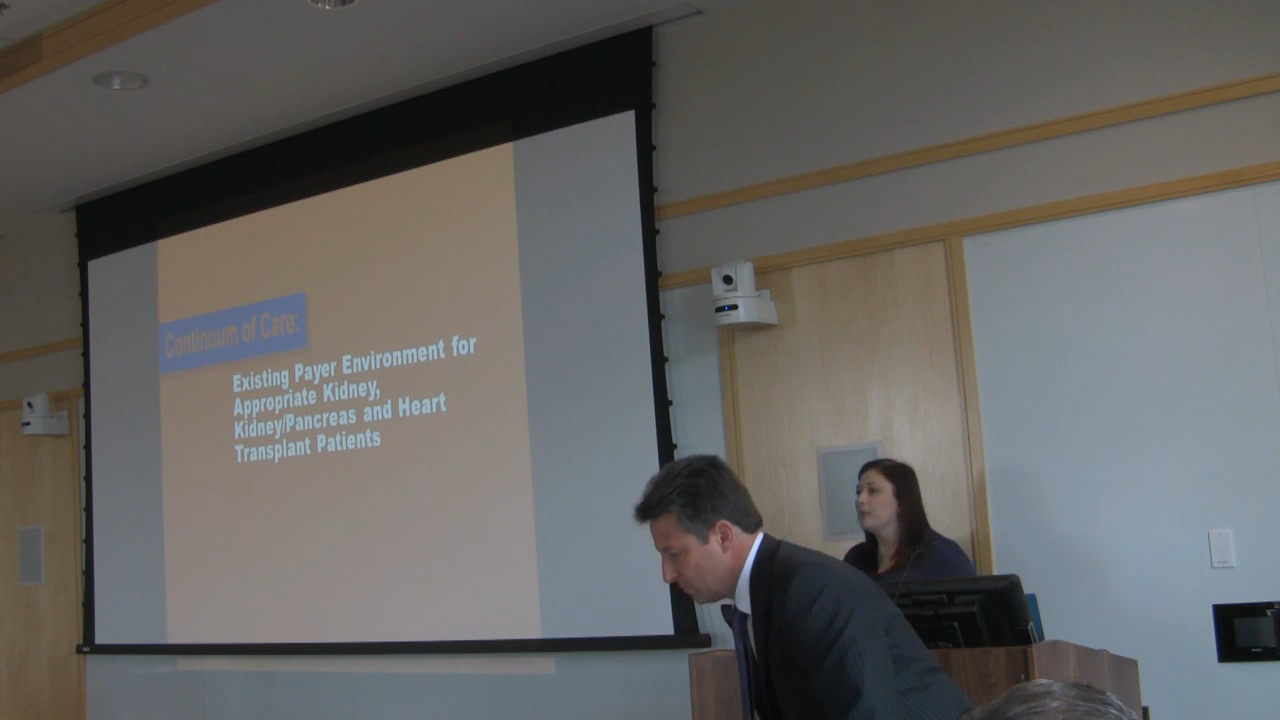 Continuum of Care:
Existing Payer Environment for
Appropriate Kidney,
Kidney/Pancreas and Heart
Transplant Patients